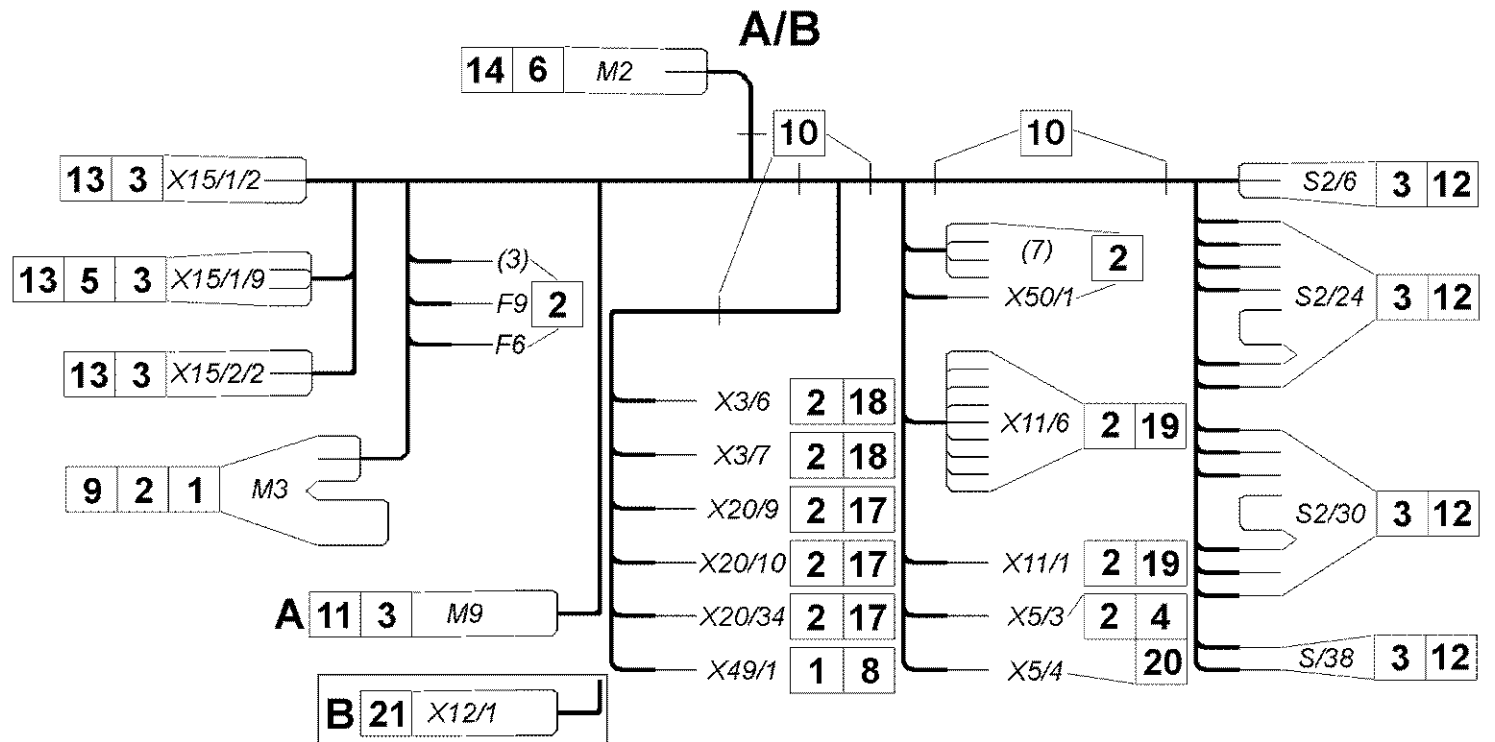 A/B
14 6 M2
10 10
13 3 X15/1/2
S2/6 3 12
13 5 3 X15/1/9
(3)
F9 2
F6
(7) 2
X50/1
S2/24 3 12
13 3 X15/2/2
X3/6 2 18
X11/6 2 19
X3/7 2 18
9 2 1 M3
X20/9 2 17
S2/30 3 12
X20/10 2 17
X11/1 2 19
A 11 3 M9
X20/34 2 17
X5/3 2 4
X49/1 1 8
X5/4 20
S/38 3 12
B 21 X12/1